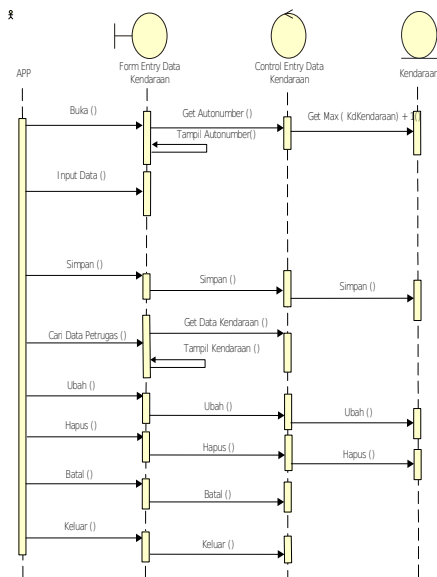 APP
Form Entry Data
Kendaraan
Control Entry Data
Kendaraan
Kendaraan
Buka ()
Get Autonumber ()
Get Max ( KdKendaraan) + 1()
Tampil Autonumber()
Input Data ()
Simpan ()
Simpan ()
Simpan ()
Get Data Kendaraan ()
Cari Data Petrugas ()
Tampil Kendaraan ()
Ubah ()
Ubah ()
Ubah ()
Hapus ()
Hapus ()
Hapus ()
Batal ()
Batal ()
Keluar ()
Keluar ()